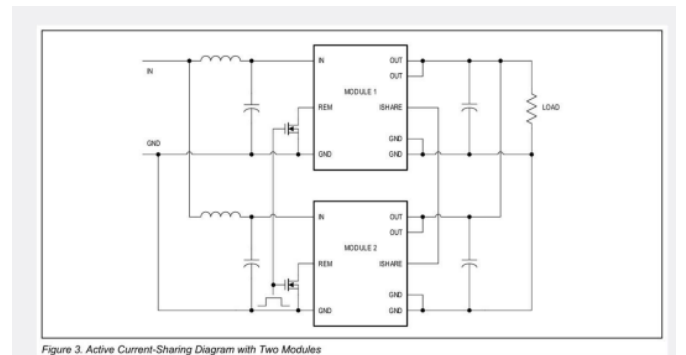 IN
IN
OUT
OUT
MODULE 1
REM
ISHARE
LOAD
GND
GND
GND
GND
IN
OUT
OUT
MODULE 2
REM
ISHARE
GND
GND
GND
Figure 3. Active Current-Sharing Diagram with Two Modules